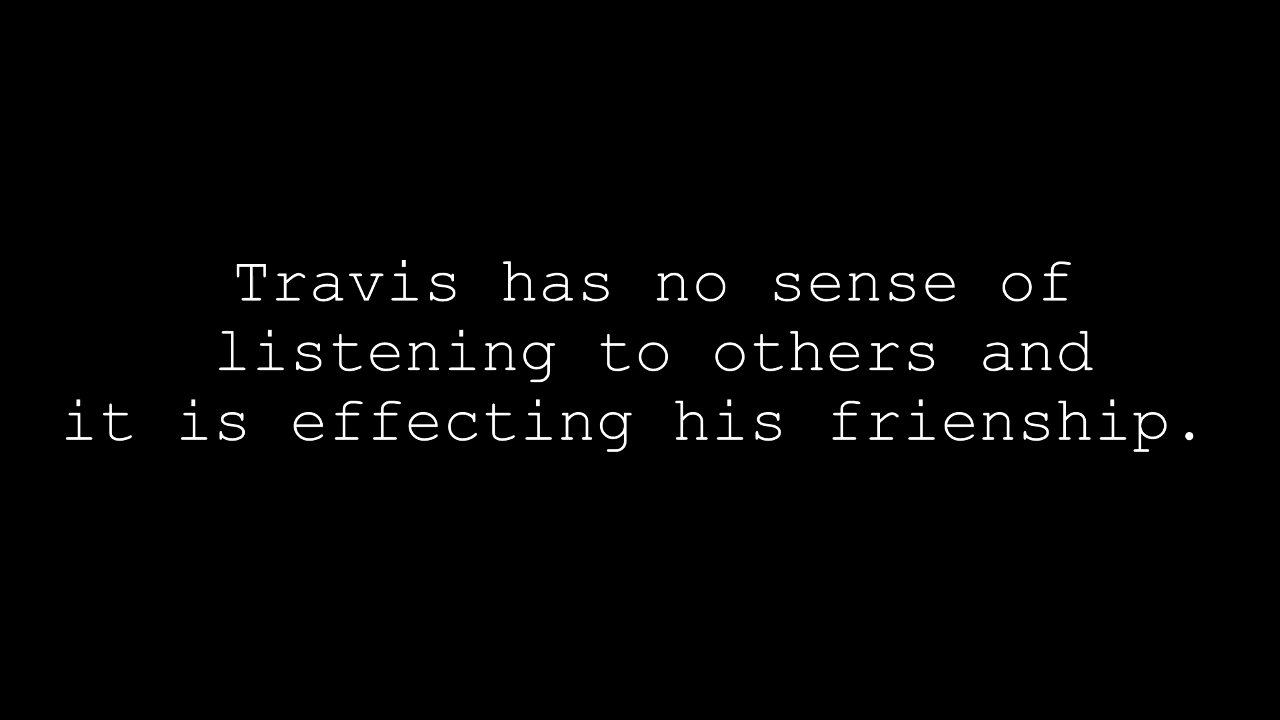 Travis has no sense of
listening to others and
it is effecting his frienship.